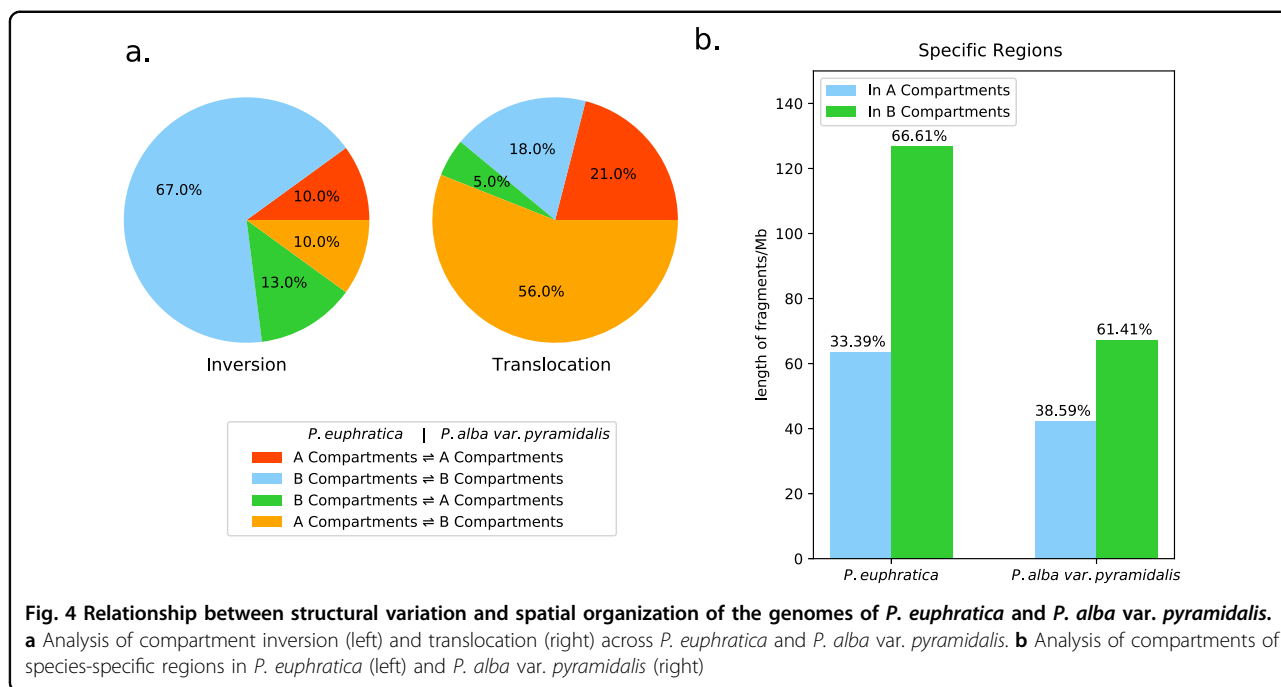 a.
67.0%
10.0%
10.0%
13.0%
Inversion
18.0%
21.0%
5.0%
56.0%
Translocation
P. euphratica | P. alba var. pyramidalis
A Compartments ⇌ A Compartments
B Compartments ⇌ B Compartments
B Compartments ⇌ A Compartments
A Compartments ⇌ B Compartments
b.
Specific Regions
In A Compartments
In B Compartments
length of fragments/Mb
140
120
100
80
60
40
20
0
66.61%
33.39%
61.41%
38.59%
P. euphratica
P. alba var. pyramidalis
Fig. 4 Relationship between structural variation and spatial organization of the genomes of P. euphratica and P. alba var. pyramidalis.
a Analysis of compartment inversion (left) and translocation (right) across P. euphratica and P. alba var. pyramidalis. b Analysis of compartments of
species-specific regions in P. euphratica (left) and P. alba var. pyramidalis (right)